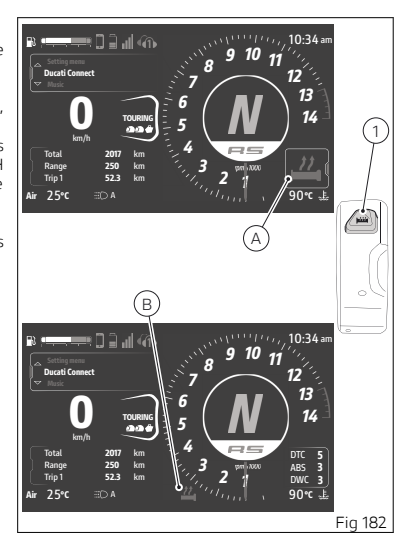 10:34 am
Setting menu
Ducati Connect
Music
0
km/h
TOURING
Total 2017 km
Range 250 km
Trip 1 52.3 km
Air 25°C A
1 2 3 4 5 6 7 8 9 10 11 12 13 14
N
RS
rpm x1000
90°C
1
A
B
10:34 am
Setting menu
Ducati Connect
Music
0
km/h
TOURING
Total 2017 km
Range 250 km
Trip 1 52.3 km
Air 25°C A
1 2 3 4 5 6 7 8 9 10 11 12 13 14
N
RS
rpm x1000
DTC 5
ABS 3
DWC 3
90°C
Fig 182